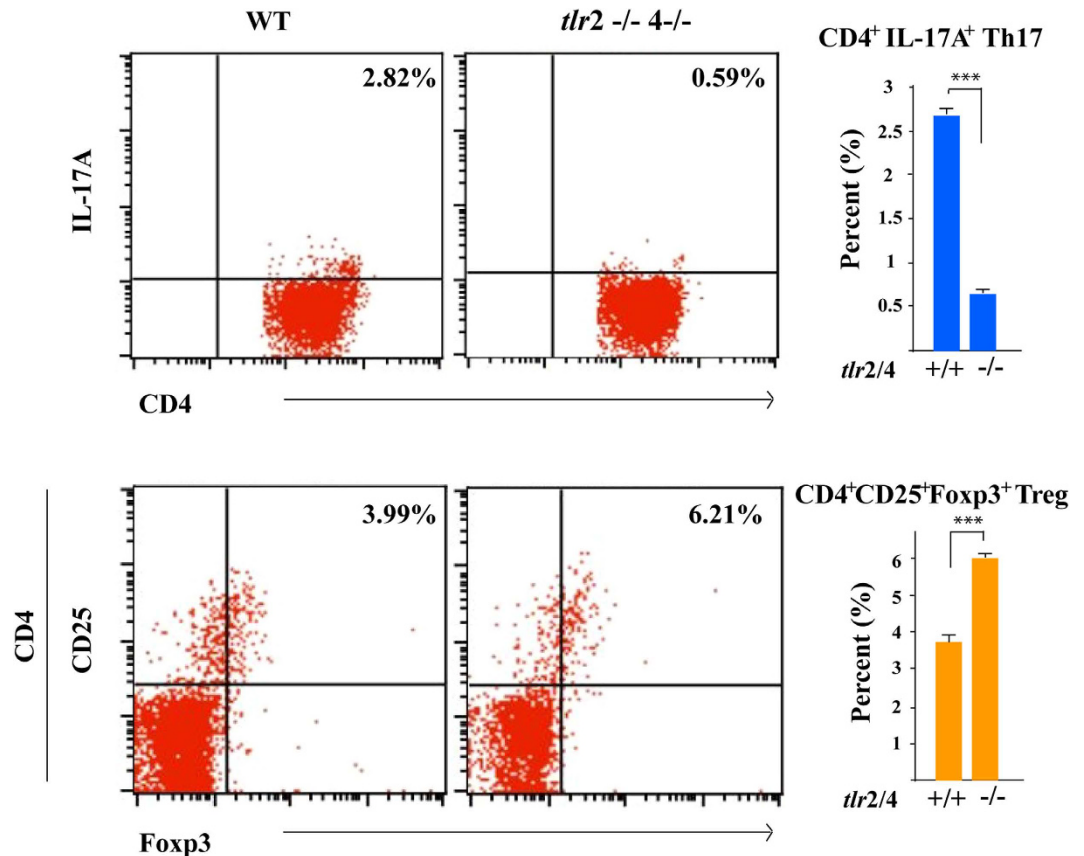 WT
tlr2 -/- 4-/-
2.82%
0.59%
IL-17A
CD4
CD4+ IL-17A+ Th17
***
Percent (%)
3
2.5
2
1.5
1
0.5
tlr2/4 +/+ -/-
3.99%
6.21%
CD4
CD25
Foxp3
CD4+CD25+Foxp3+ Treg
***
Percent (%)
6
5
4
3
2
1
tlr2/4 +/+ -/-